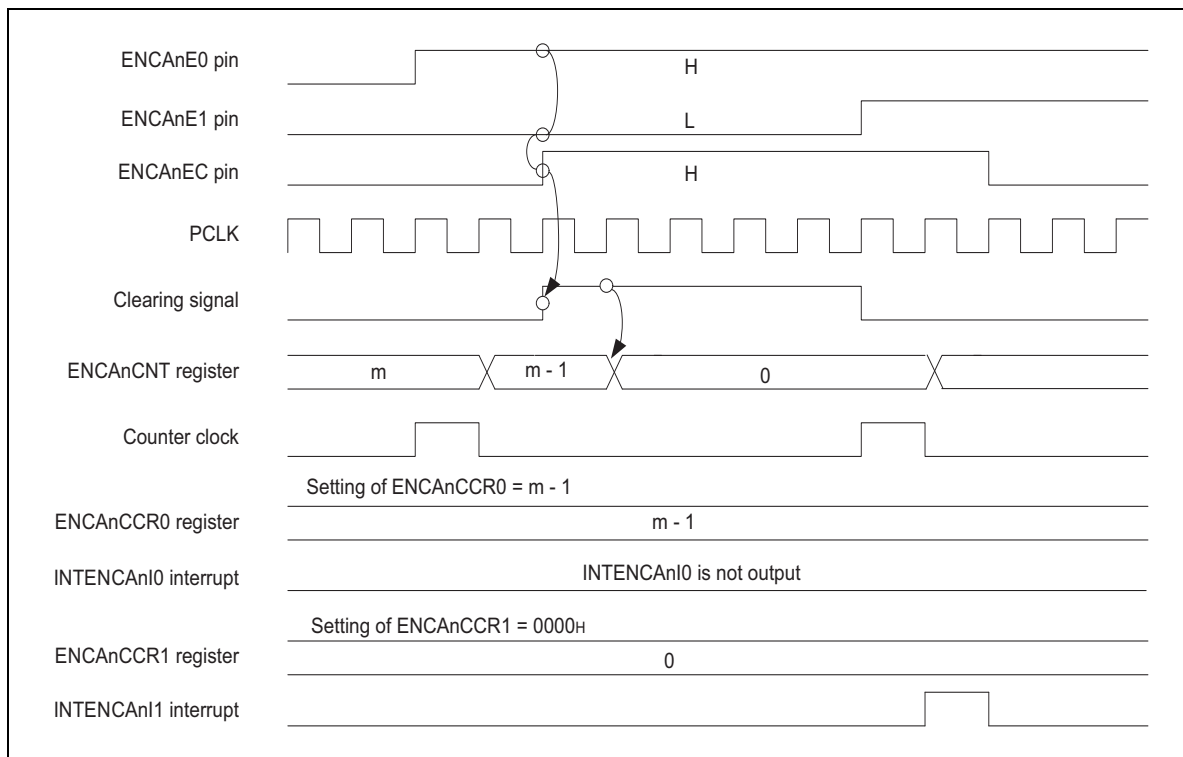 ENCAnE0 pin
H
ENCAnE1 pin
L
ENCAnEC pin
H
PCLK
Clearing signal
ENCAnCNT register
m
m - 1
0
Counter clock
Setting of ENCAnCCR0 = m - 1
ENCAnCCR0 register
m - 1
INTENCAnI0 interrupt
INTENCAnI0 is not output
Setting of ENCAnCCR1 = 0000H
ENCAnCCR1 register
0
INTENCAnI1 interrupt